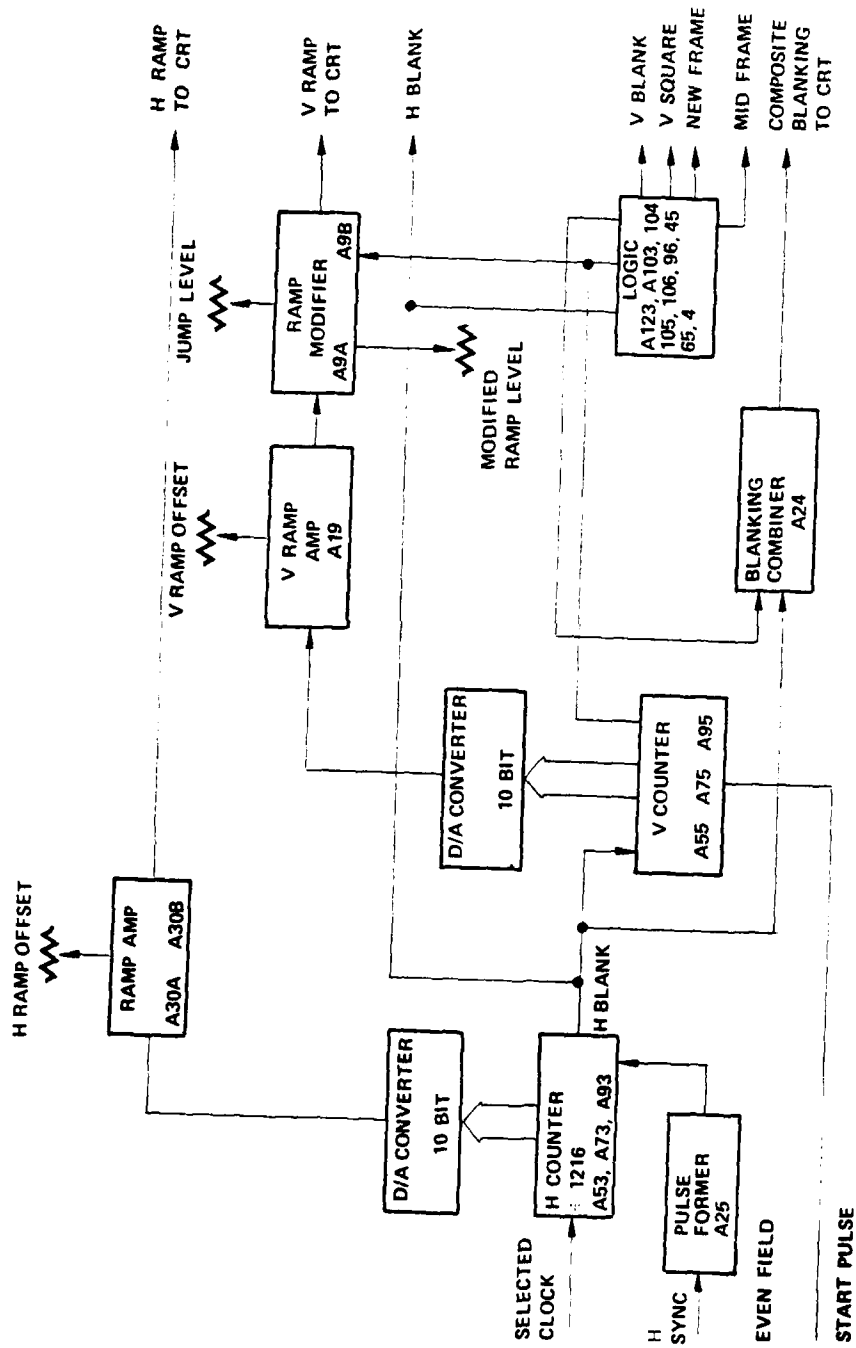 H RAMP OFFSET
RAMP AMP
A30A A30B
H RAMP
TO CRT
D/A CONVERTER
10 BIT
SELECTED
CLOCK
H COUNTER
÷ 1216
A53, A73, A93
H BLANK
H
SYNC
PULSE
FORMER
A25
EVEN FIELD
START PULSE
V RAMP OFFSET
V RAMP
AMP
A19
JUMP LEVEL
RAMP
MODIFIER
A9A A9B
V RAMP
TO CRT
MODIFIED
RAMP LEVEL
H BLANK
D/A CONVERTER
10 BIT
V COUNTER
A55 A75 A95
LOGIC
A123, A103, 104
105, 106, 96, 45
65, 4
V BLANK
V SQUARE
NEW FRAME
MID FRAME
BLANKING
COMBINER
A24
COMPOSITE
BLANKING
TO CRT